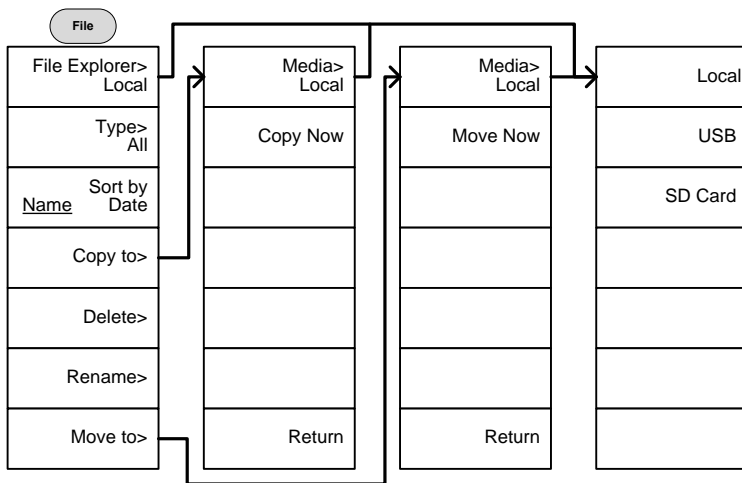 File
File Explorer>
Local
Type>
All
Sort by
Name Date
Copy to>
Delete>
Rename>
Move to>
Media>
Local
Copy Now
Return
Media>
Local
Move Now
Return
Local
USB
SD Card